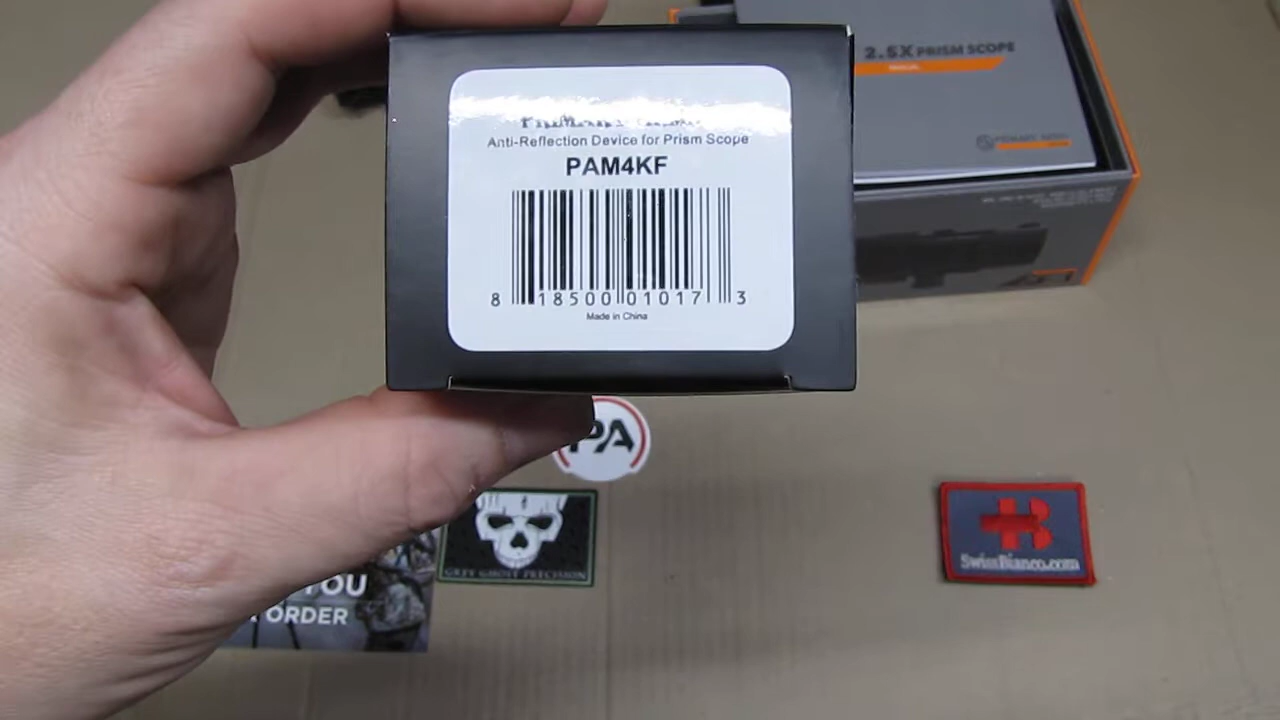 Anti-Reflection Device for Prism Scope
PAM4KF
8 18500 01017 3
Made in China
2.5X PRISM SCOPE
MANUAL
PA
GREY GHOST PRECISION
SwissBianco.com
YOU
ORDER